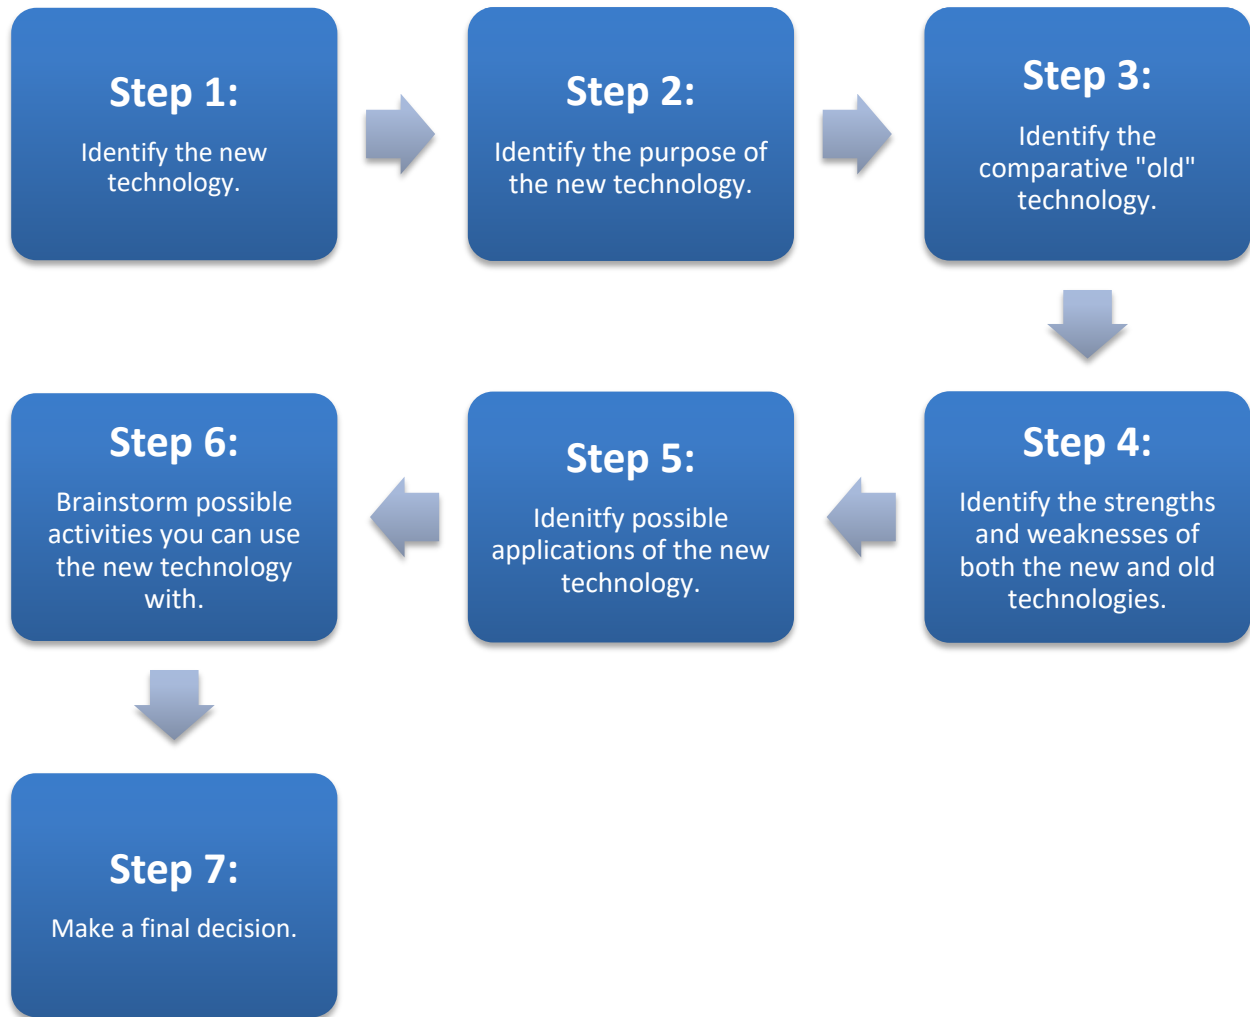 Step 1:
Identify the new
technology.
Step 2:
Identify the purpose of
the new technology.
Step 3:
Identify the
comparative "old"
technology.
Step 4:
Identify the strengths
and weaknesses of
both the new and old
technologies.
Step 5:
Idenitfy possible
applications of the new
technology.
Step 6:
Brainstorm possible
activities you can use
the new technology
with.
Step 7:
Make a final decision.